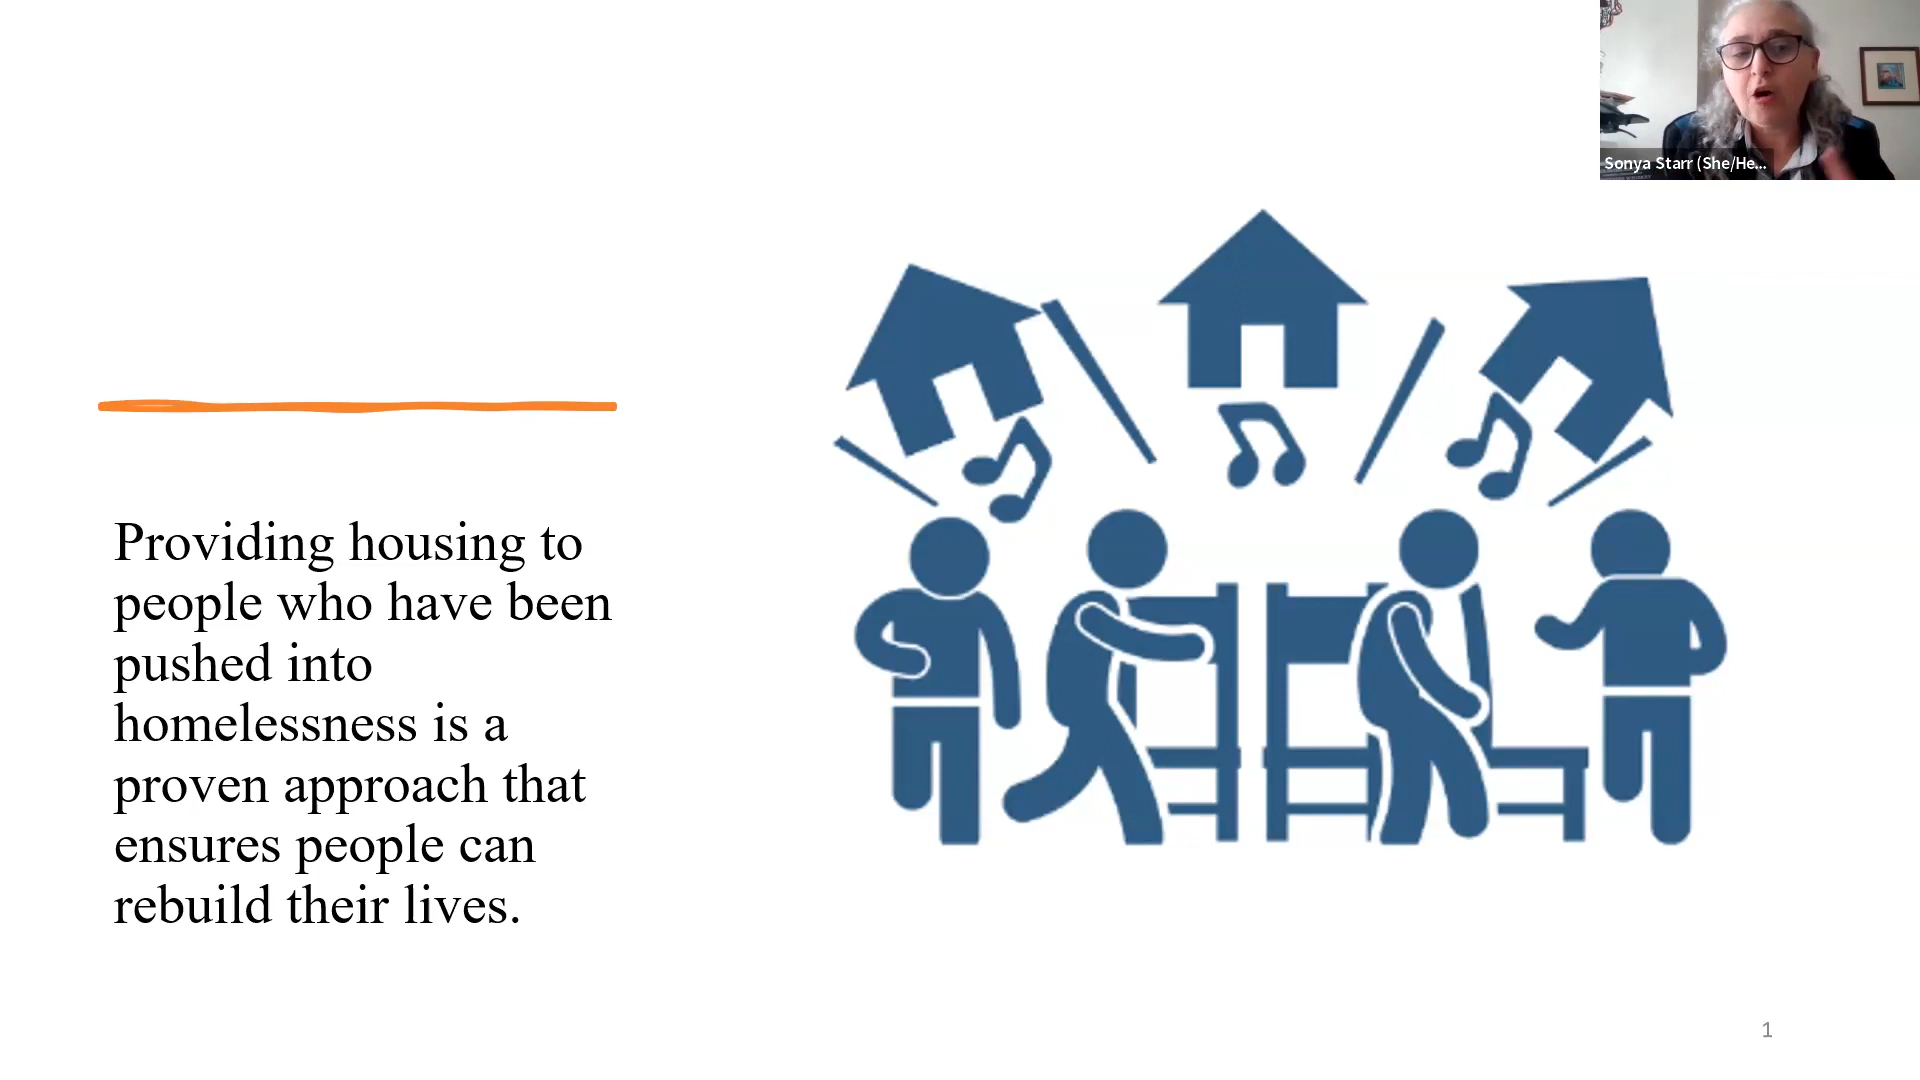 Sonya Starr (She/He...
Providing housing to
people who have been
pushed into
homelessness is a
proven approach that
ensures people can
rebuild their lives.
1